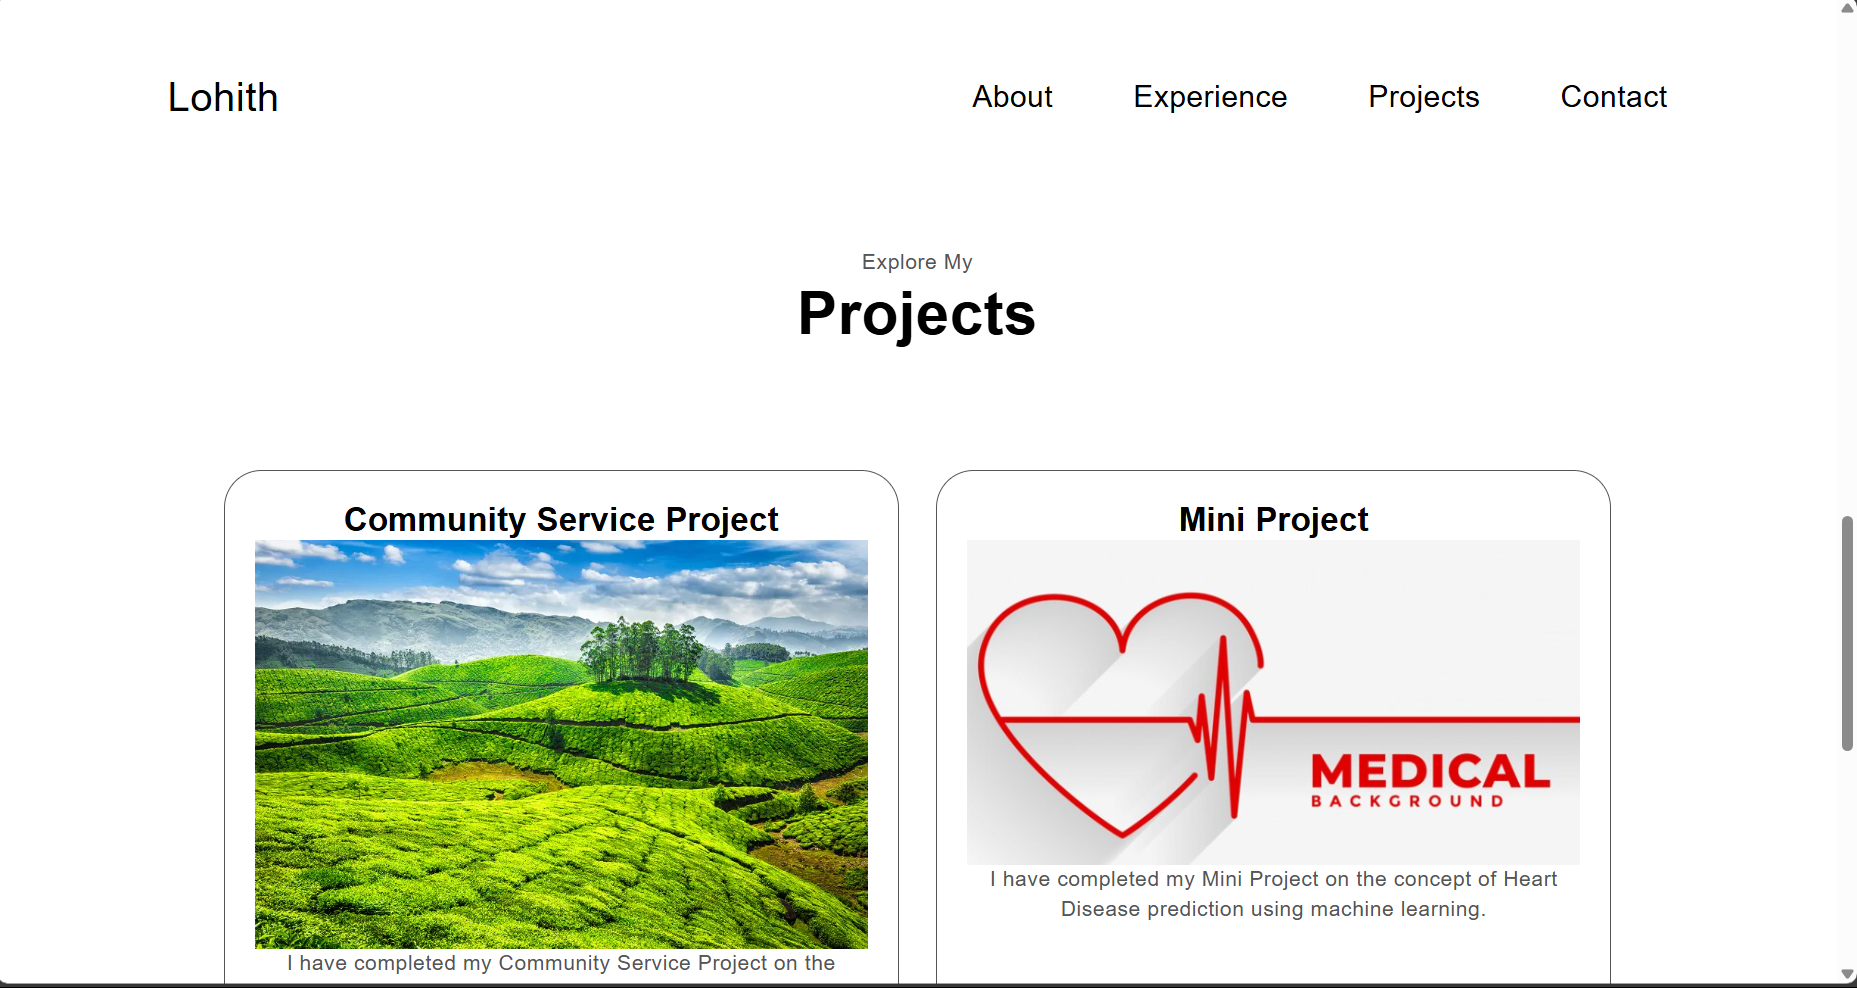 Lohith
About
Experience
Projects
Contact
Explore My
Projects
Community Service Project
I have completed my Community Service Project on the
Mini Project
MEDICAL
BACKGROUND
I have completed my Mini Project on the concept of Heart
Disease prediction using machine learning.